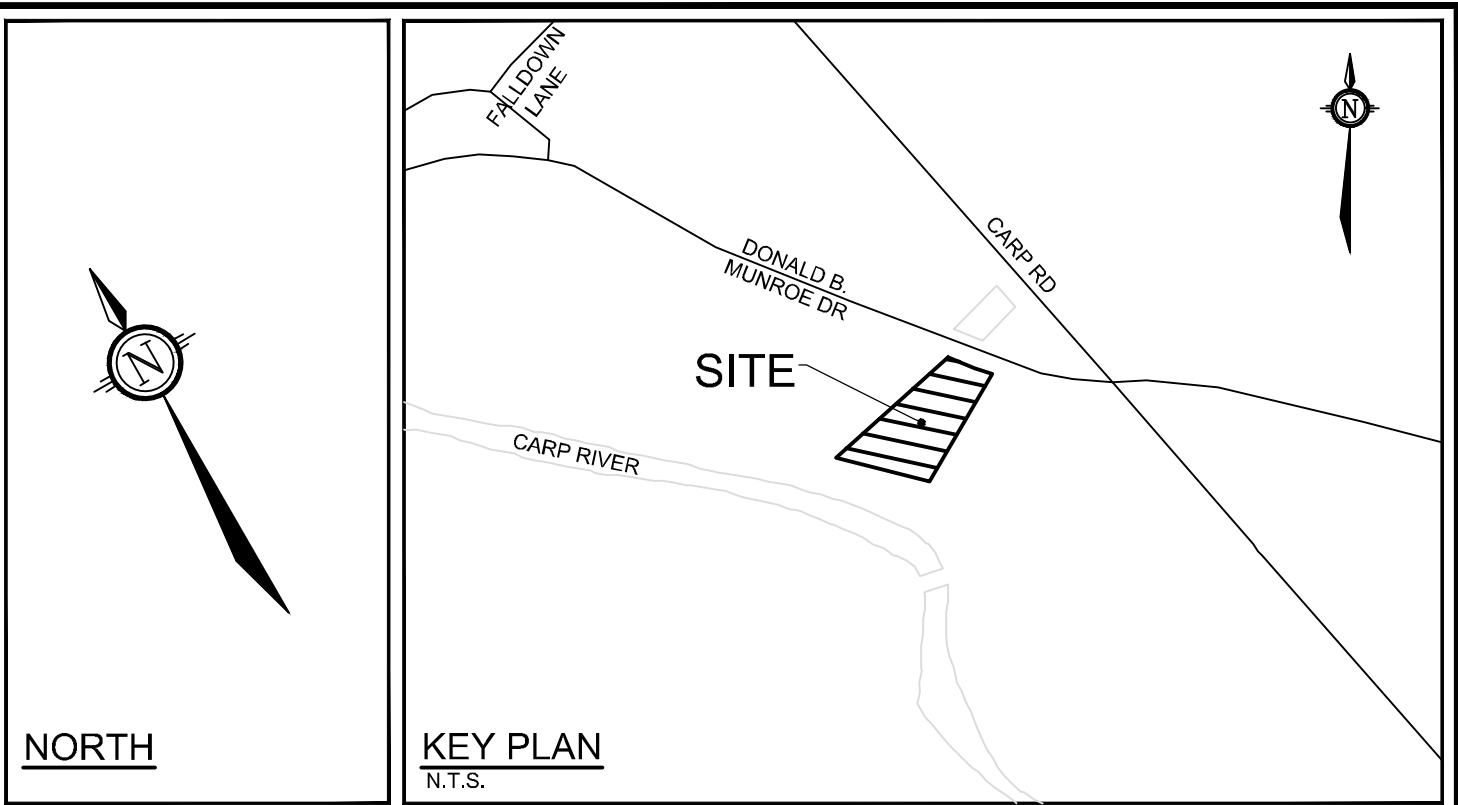 N
NORTH
FALLDOWN
LANE
N
CARP RD
DONALD B.
MUNROE DR
SITE
CARP RIVER
KEY PLAN
N.T.S.